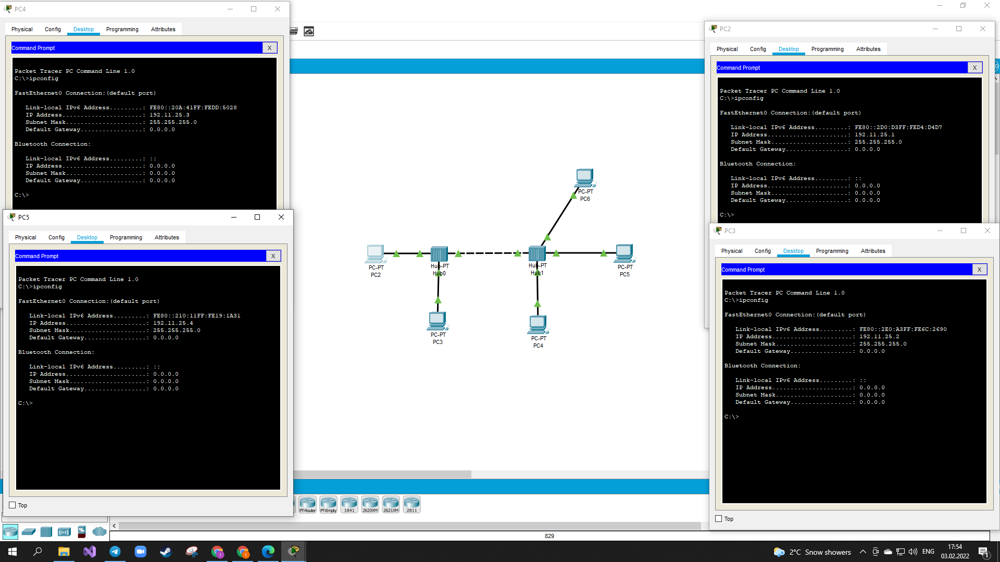 PC4
Physical Config Desktop Programming Attributes
Command Prompt X
Packet Tracer PC Command Line 1.0
C:\>ipconfig
FastEthernet0 Connection:(default port)
Link-local IPv6 Address.........: FE80::20A:41FF:FEDD:5028
IP Address......................: 192.11.25.3
Subnet Mask.....................: 255.255.255.0
Default Gateway.................: 0.0.0.0
Bluetooth Connection:
Link-local IPv6 Address.........: ::
IP Address......................: 0.0.0.0
Subnet Mask.....................: 0.0.0.0
Default Gateway.................: 0.0.0.0
C:\>
PC5
Physical Config Desktop Programming Attributes
Command Prompt X
Packet Tracer PC Command Line 1.0
C:\>ipconfig
FastEthernet0 Connection:(default port)
Link-local IPv6 Address.........: FE80::210:11FF:FE19:1A31
IP Address......................: 192.11.25.4
Subnet Mask.....................: 255.255.255.0
Default Gateway.................: 0.0.0.0
Bluetooth Connection:
Link-local IPv6 Address.........: ::
IP Address......................: 0.0.0.0
Subnet Mask.....................: 0.0.0.0
Default Gateway.................: 0.0.0.0
C:\>
Top
PC-PT
PC6
PC-PT
PC2
Hub-PT
Hub0
Hub-PT
Hub1
PC-PT
PC5
PC-PT
PC3
PC-PT
PC4
PC2
Physical Config Desktop Programming Attributes
Command Prompt X
Packet Tracer PC Command Line 1.0
C:\>ipconfig
FastEthernet0 Connection:(default port)
Link-local IPv6 Address.........: FE80::2D0:D3FF:FED4:D4D7
IP Address......................: 192.11.25.1
Subnet Mask.....................: 255.255.255.0
Default Gateway.................: 0.0.0.0
Bluetooth Connection:
Link-local IPv6 Address.........: ::
IP Address......................: 0.0.0.0
Subnet Mask.....................: 0.0.0.0
Default Gateway.................: 0.0.0.0
C:\>
PC3
Physical Config Desktop Programming Attributes
Command Prompt X
Packet Tracer PC Command Line 1.0
C:\>ipconfig
FastEthernet0 Connection:(default port)
Link-local IPv6 Address.........: FE80::2E0:A3FF:FE6C:2690
IP Address......................: 192.11.25.2
Subnet Mask.....................: 255.255.255.0
Default Gateway.................: 0.0.0.0
Bluetooth Connection:
Link-local IPv6 Address.........: ::
IP Address......................: 0.0.0.0
Subnet Mask.....................: 0.0.0.0
Default Gateway.................: 0.0.0.0
C:\>
Top
PT-Router PT-Empty 1841 2620XM 2621XM 2811
829
2°C Snow showers ENG 17:54
03.02.2022
1